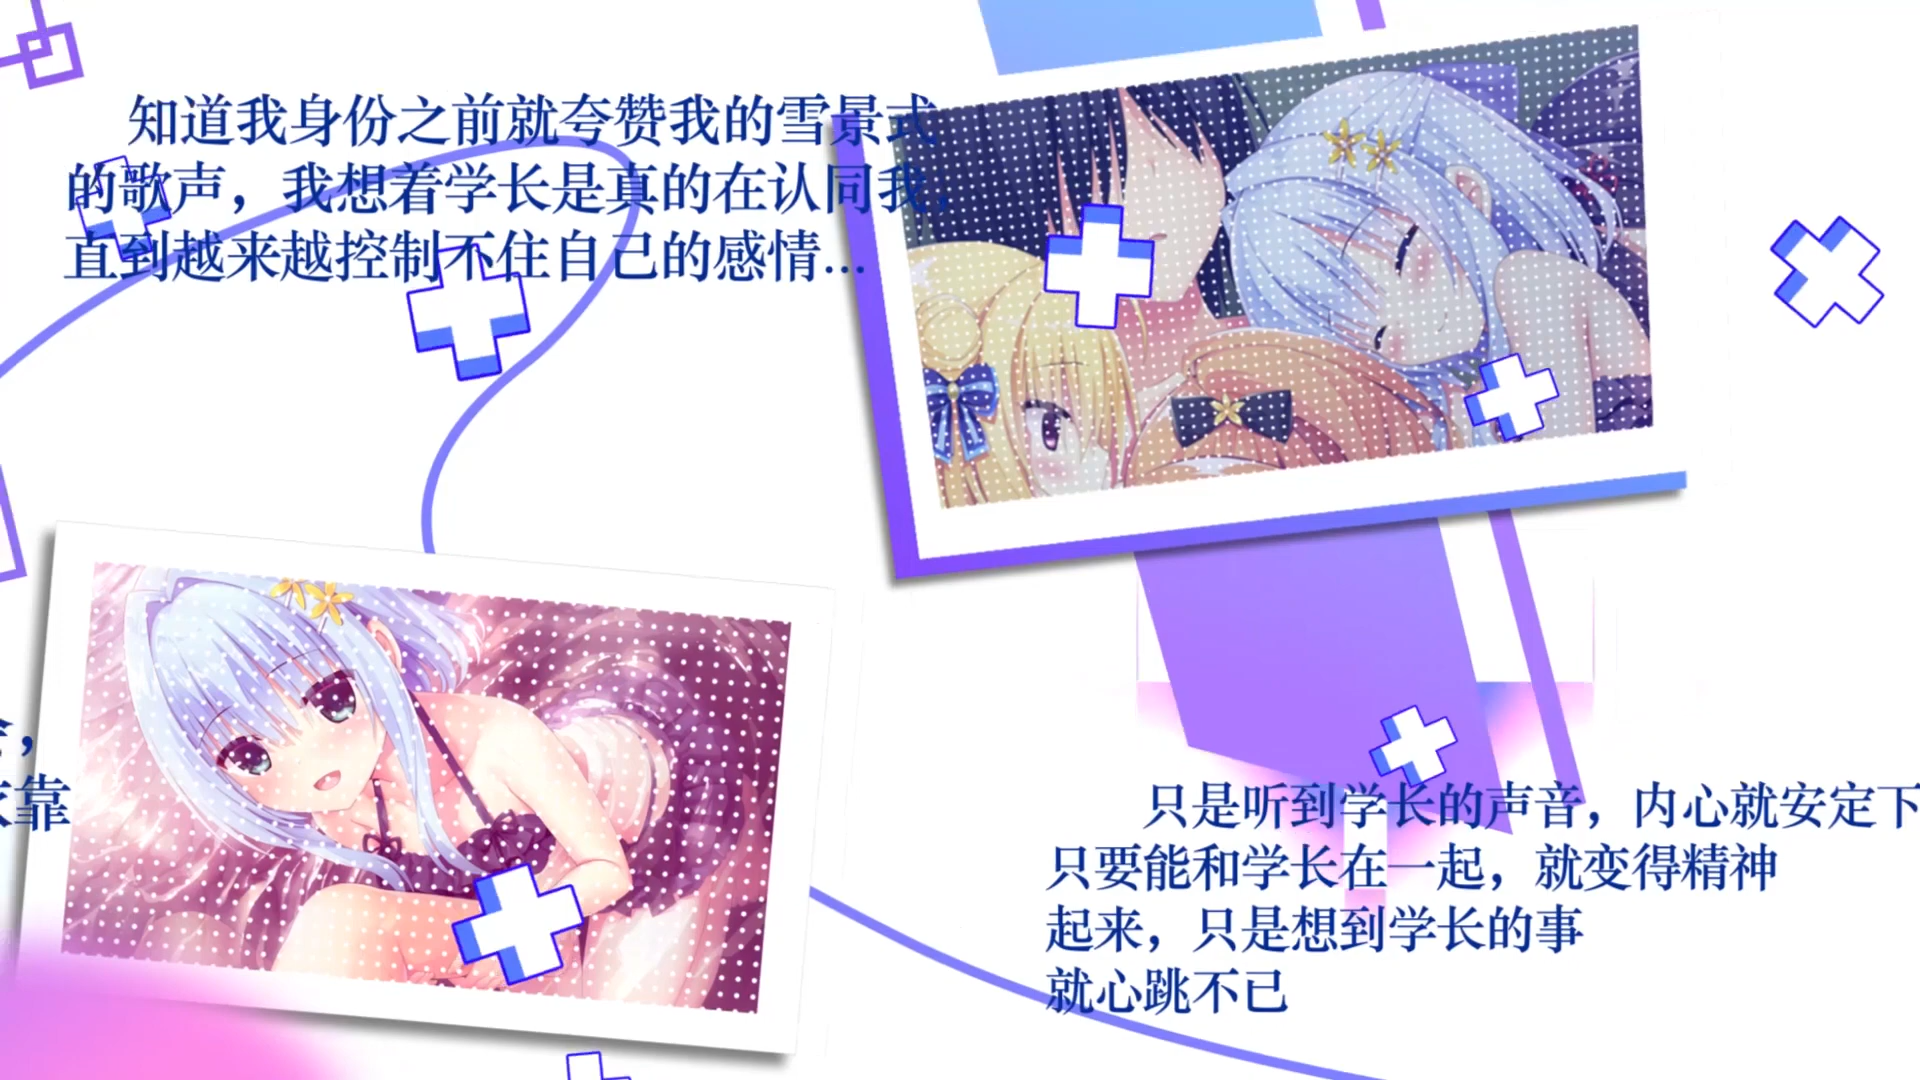 知道我身份之前就夸赞我的雪景式
的歌声，我想着学长是真的在认同我，
直到越来越控制不住自己的感情...
，
靠
只是听到学长的声音，内心就安定下
只要能和学长在一起，就变得精神
起来，只是想到学长的事
就心跳不已